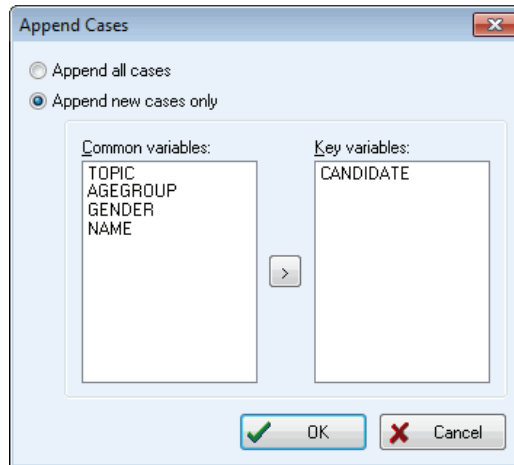 Append Cases
Append all cases
Append new cases only
Common variables:
TOPIC
AGEGROUP
GENDER
NAME
>
Key variables:
CANDIDATE
OK
Cancel